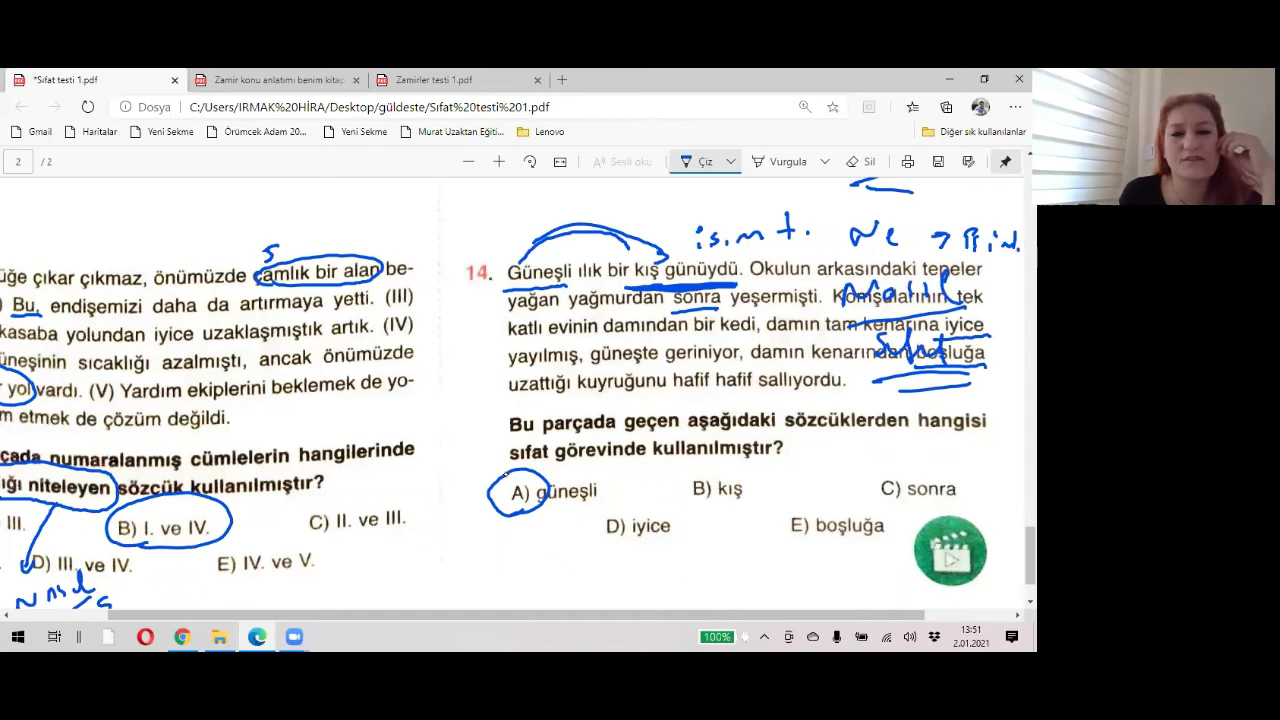 *Sıfat testi 1.pdf
Zamir konu anlatımı benim kitap
Zamirler testi 1.pdf
Dosya
C:/Users/IRMAK%20HİRA/Desktop/güldeste/Sıfat%20testi%201.pdf
Gmail
Haritalar
Yeni Sekme
Örümcek Adam 20...
Yeni Sekme
Murat Uzaktan Eğiti...
Lenovo
Diğer sık kullanılanlar
2 / 2
Sesli oku
Çiz
Vurgula
Sil
S
üğe çıkar çıkmaz, önümüzde çamlık bir alan be-
) Bu, endişemizi daha da artırmaya yetti. (III)
kasaba yolundan iyice uzaklaşmıştık artık. (IV)
üneşinin sıcaklığı azalmıştı, ancak önümüzde
r yol vardı. (V) Yardım ekiplerini beklemek de yo-
m etmek de çözüm değildi.
çada numaralanmış cümlelerin hangilerinde
ığı niteleyen sözcük kullanılmıştır?
III.
B) I. ve IV.
C) II. ve III.
D) III. ve IV.
E) IV. ve V.
isim t. Ne
14. Güneşli ılık bir kış günüydü. Okulun arkasındaki tepeler
yağan yağmurdan sonra yeşermişti. Komşularının tek
katlı evinin damından bir kedi, damın tam kenarına iyice
yayılmış, güneşte geriniyor, damın kenarından boşluğa
uzattığı kuyruğunu hafif hafif sallıyordu.
sıfat
Bu parçada geçen aşağıdaki sözcüklerden hangisi
sıfat görevinde kullanılmıştır?
A) güneşli
B) kış
C) sonra
D) iyice
E) boşluğa
100%
13:51
2.01.2021